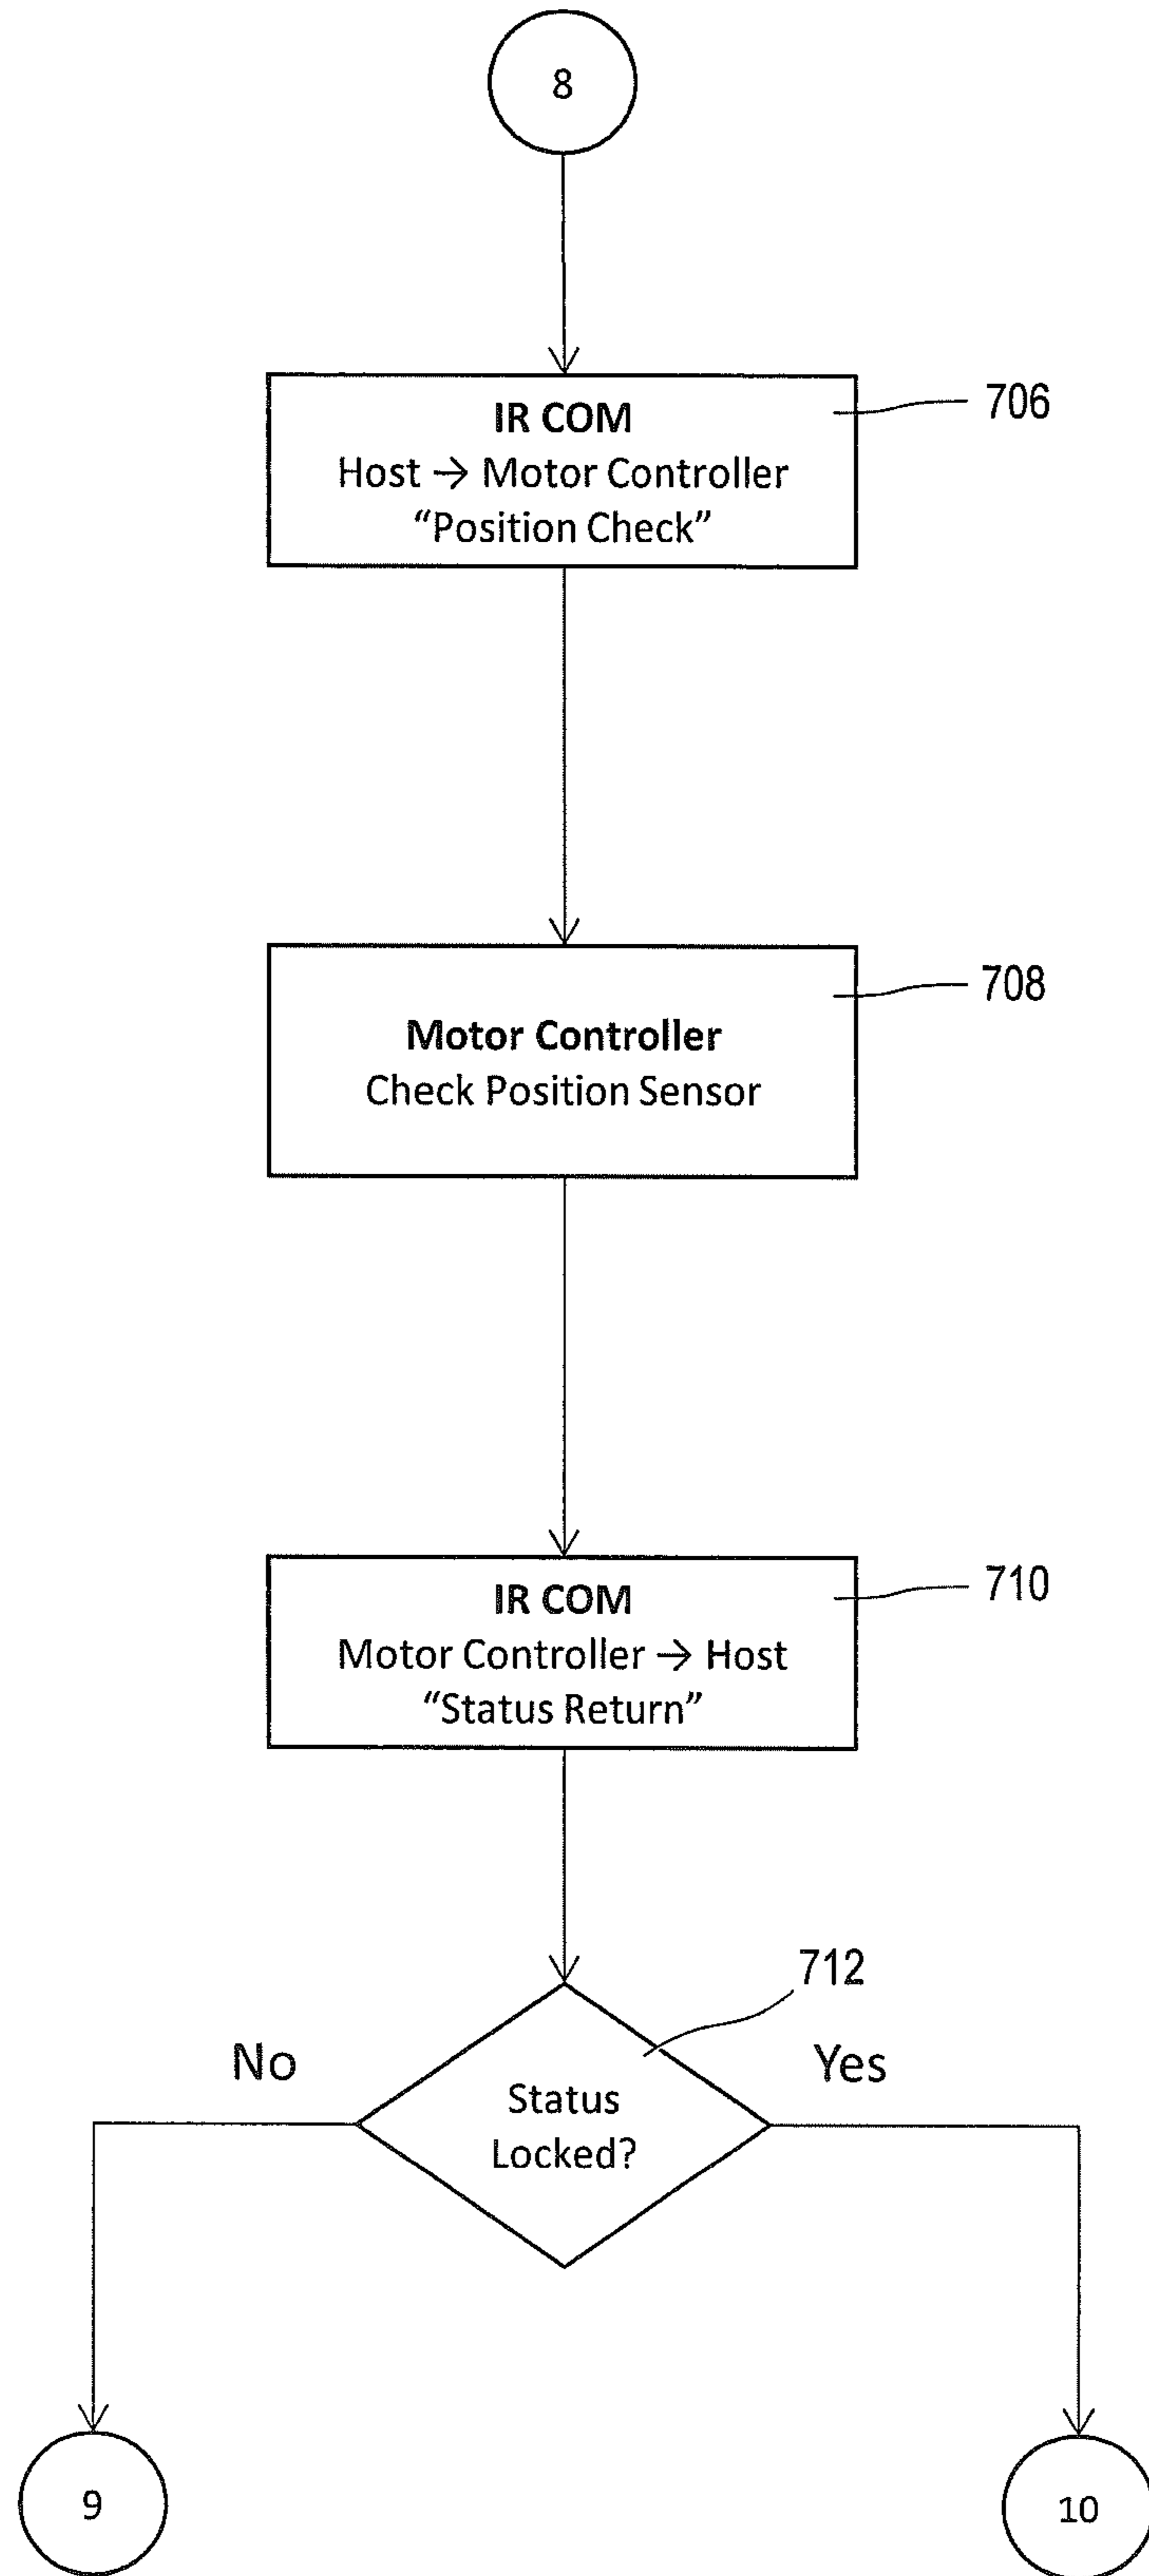 8
IR COM
706
Host → Motor Controller
“Position Check”
708
Motor Controller
Check Position Sensor
IR COM
710
Motor Controller → Host
“Status Return”
712
No
Yes
Status
Locked?
9
10